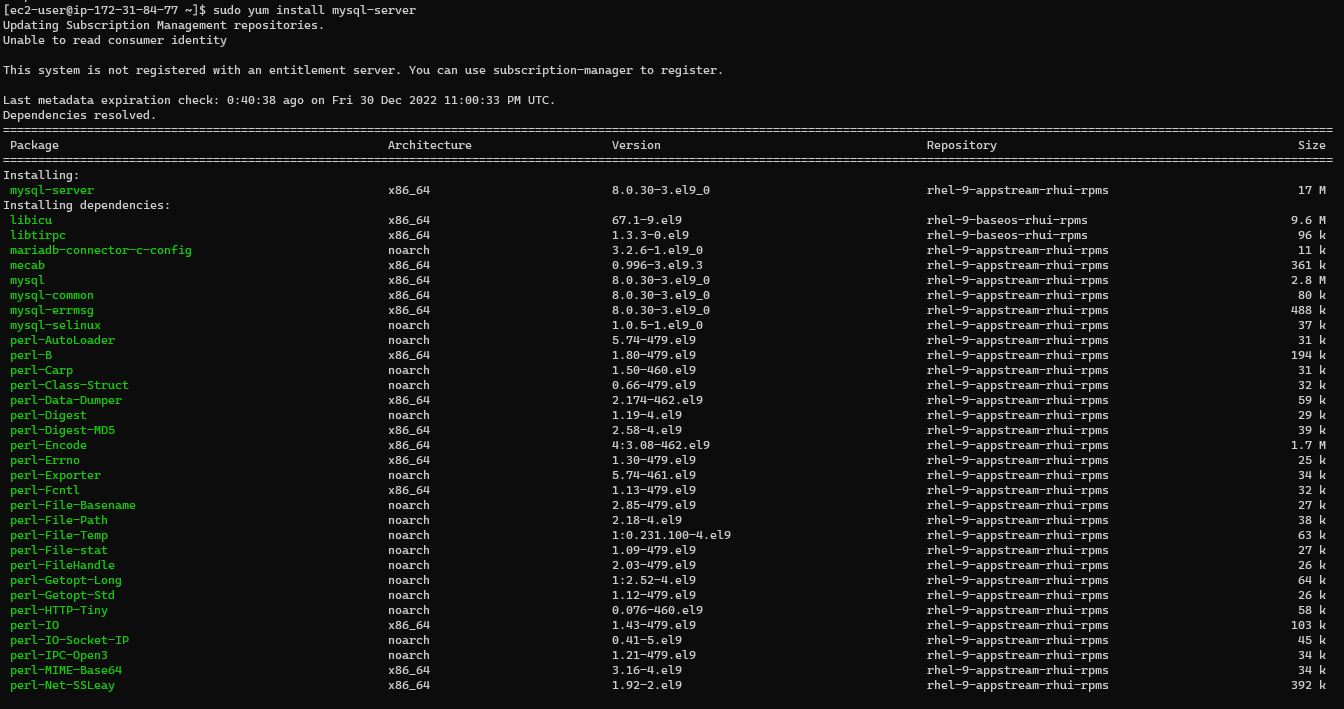 [ec2-user@ip-172-31-84-77 ~]$ sudo yum install mysql-server
Updating Subscription Management repositories.
Unable to read consumer identity
This system is not registered with an entitlement server. You can use subscription-manager to register.
Last metadata expiration check: 0:40:38 ago on Fri 30 Dec 2022 11:00:33 PM UTC.
Dependencies resolved.
Package Architecture Version Repository Size
Installing:
mysql-server x86_64 8.0.30-3.el9_0 rhel-9-appstream-rhui-rpms 17 M
Installing dependencies:
libicu x86_64 67.1-9.el9 rhel-9-baseos-rhui-rpms 9.6 M
libtirpc x86_64 1.3.3-0.el9 rhel-9-baseos-rhui-rpms 96 k
mariadb-connector-c-config noarch 3.2.6-1.el9_0 rhel-9-appstream-rhui-rpms 11 k
mecab x86_64 0.996-3.el9.3 rhel-9-appstream-rhui-rpms 361 k
mysql x86_64 8.0.30-3.el9_0 rhel-9-appstream-rhui-rpms 2.8 M
mysql-common x86_64 8.0.30-3.el9_0 rhel-9-appstream-rhui-rpms 80 k
mysql-errmsg x86_64 8.0.30-3.el9_0 rhel-9-appstream-rhui-rpms 488 k
mysql-selinux noarch 1.0.5-1.el9_0 rhel-9-appstream-rhui-rpms 37 k
perl-AutoLoader noarch 5.74-479.el9 rhel-9-appstream-rhui-rpms 31 k
perl-B x86_64 1.80-479.el9 rhel-9-appstream-rhui-rpms 194 k
perl-Carp noarch 1.50-460.el9 rhel-9-appstream-rhui-rpms 31 k
perl-Class-Struct noarch 0.66-479.el9 rhel-9-appstream-rhui-rpms 32 k
perl-Data-Dumper x86_64 2.174-462.el9 rhel-9-appstream-rhui-rpms 59 k
perl-Digest noarch 1.19-4.el9 rhel-9-appstream-rhui-rpms 29 k
perl-Digest-MD5 x86_64 2.58-4.el9 rhel-9-appstream-rhui-rpms 39 k
perl-Encode x86_64 4:3.08-462.el9 rhel-9-appstream-rhui-rpms 1.7 M
perl-Errno x86_64 1.30-479.el9 rhel-9-appstream-rhui-rpms 25 k
perl-Exporter noarch 5.74-461.el9 rhel-9-appstream-rhui-rpms 34 k
perl-Fcntl x86_64 1.13-479.el9 rhel-9-appstream-rhui-rpms 32 k
perl-File-Basename noarch 2.85-479.el9 rhel-9-appstream-rhui-rpms 27 k
perl-File-Path noarch 2.18-4.el9 rhel-9-appstream-rhui-rpms 38 k
perl-File-Temp noarch 1:0.231.100-4.el9 rhel-9-appstream-rhui-rpms 63 k
perl-File-stat noarch 1.09-479.el9 rhel-9-appstream-rhui-rpms 27 k
perl-FileHandle noarch 2.03-479.el9 rhel-9-appstream-rhui-rpms 26 k
perl-Getopt-Long noarch 1:2.52-4.el9 rhel-9-appstream-rhui-rpms 64 k
perl-Getopt-Std noarch 1.12-479.el9 rhel-9-appstream-rhui-rpms 26 k
perl-HTTP-Tiny noarch 0.076-460.el9 rhel-9-appstream-rhui-rpms 58 k
perl-IO x86_64 1.43-479.el9 rhel-9-appstream-rhui-rpms 103 k
perl-IO-Socket-IP noarch 0.41-5.el9 rhel-9-appstream-rhui-rpms 45 k
perl-IPC-Open3 noarch 1.21-479.el9 rhel-9-appstream-rhui-rpms 34 k
perl-MIME-Base64 x86_64 3.16-4.el9 rhel-9-appstream-rhui-rpms 34 k
perl-Net-SSLeay x86_64 1.92-2.el9 rhel-9-appstream-rhui-rpms 392 k